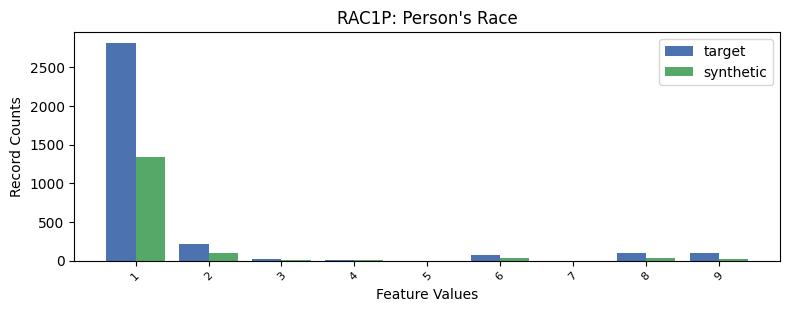 RAC1P: Person's Race
target
synthetic
Record Counts
2500
2000
1500
1000
500
0
1 2 3 4 5 6 7 8 9
Feature Values